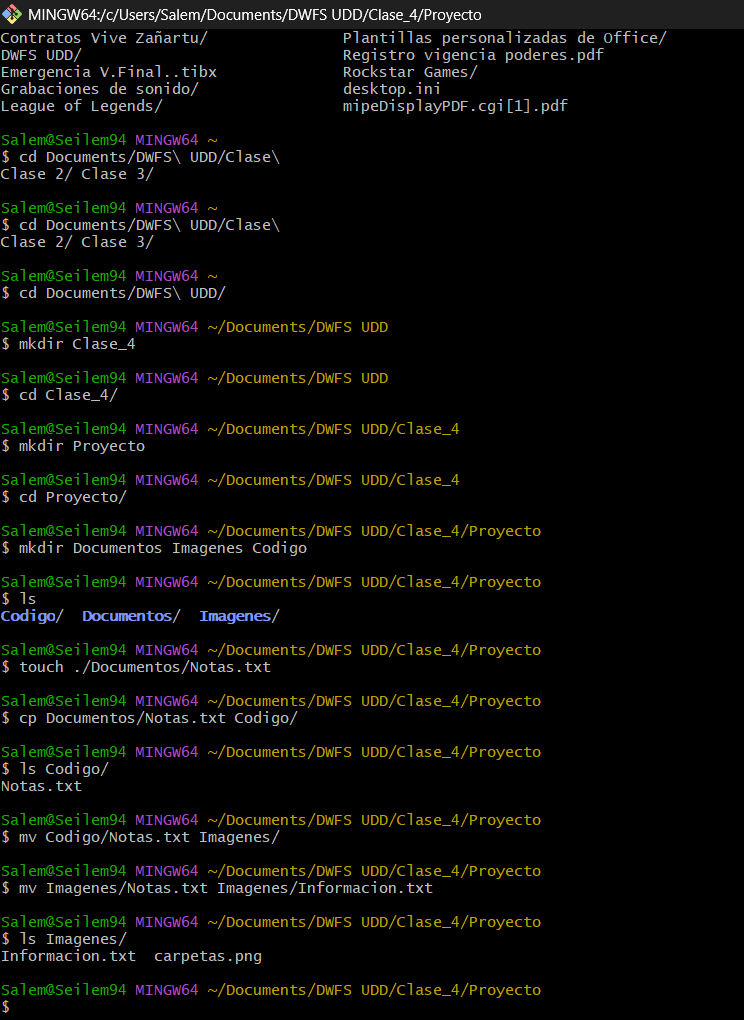 MINGW64:/c/Users/Salem/Documents/DWFS UDD/Clase_4/Proyecto
Contratos Vive Zañartu/               Plantillas personalizadas de Office/
DWFS UDD/                             Registro vigencia poderes.pdf
Emergencia V.Final..tibx              Rockstar Games/
Grabaciones de sonido/                desktop.ini
League of Legends/                    mipeDisplayPDF.cgi[1].pdf
Salem@Seilem94 MINGW64 ~
$ cd Documents/DWFS\ UDD/Clase\
Clase 2/ Clase 3/
Salem@Seilem94 MINGW64 ~
$ cd Documents/DWFS\ UDD/Clase\
Clase 2/ Clase 3/
Salem@Seilem94 MINGW64 ~
$ cd Documents/DWFS\ UDD/
Salem@Seilem94 MINGW64 ~/Documents/DWFS UDD
$ mkdir Clase_4
Salem@Seilem94 MINGW64 ~/Documents/DWFS UDD
$ cd Clase_4/
Salem@Seilem94 MINGW64 ~/Documents/DWFS UDD/Clase_4
$ mkdir Proyecto
Salem@Seilem94 MINGW64 ~/Documents/DWFS UDD/Clase_4
$ cd Proyecto/
Salem@Seilem94 MINGW64 ~/Documents/DWFS UDD/Clase_4/Proyecto
$ mkdir Documentos Imagenes Codigo
Salem@Seilem94 MINGW64 ~/Documents/DWFS UDD/Clase_4/Proyecto
$ ls
Codigo/  Documentos/  Imagenes/
Salem@Seilem94 MINGW64 ~/Documents/DWFS UDD/Clase_4/Proyecto
$ touch ./Documentos/Notas.txt
Salem@Seilem94 MINGW64 ~/Documents/DWFS UDD/Clase_4/Proyecto
$ cp Documentos/Notas.txt Codigo/
Salem@Seilem94 MINGW64 ~/Documents/DWFS UDD/Clase_4/Proyecto
$ ls Codigo/
Notas.txt
Salem@Seilem94 MINGW64 ~/Documents/DWFS UDD/Clase_4/Proyecto
$ mv Codigo/Notas.txt Imagenes/
Salem@Seilem94 MINGW64 ~/Documents/DWFS UDD/Clase_4/Proyecto
$ mv Imagenes/Notas.txt Imagenes/Informacion.txt
Salem@Seilem94 MINGW64 ~/Documents/DWFS UDD/Clase_4/Proyecto
$ ls Imagenes/
Informacion.txt  carpetas.png
Salem@Seilem94 MINGW64 ~/Documents/DWFS UDD/Clase_4/Proyecto
$